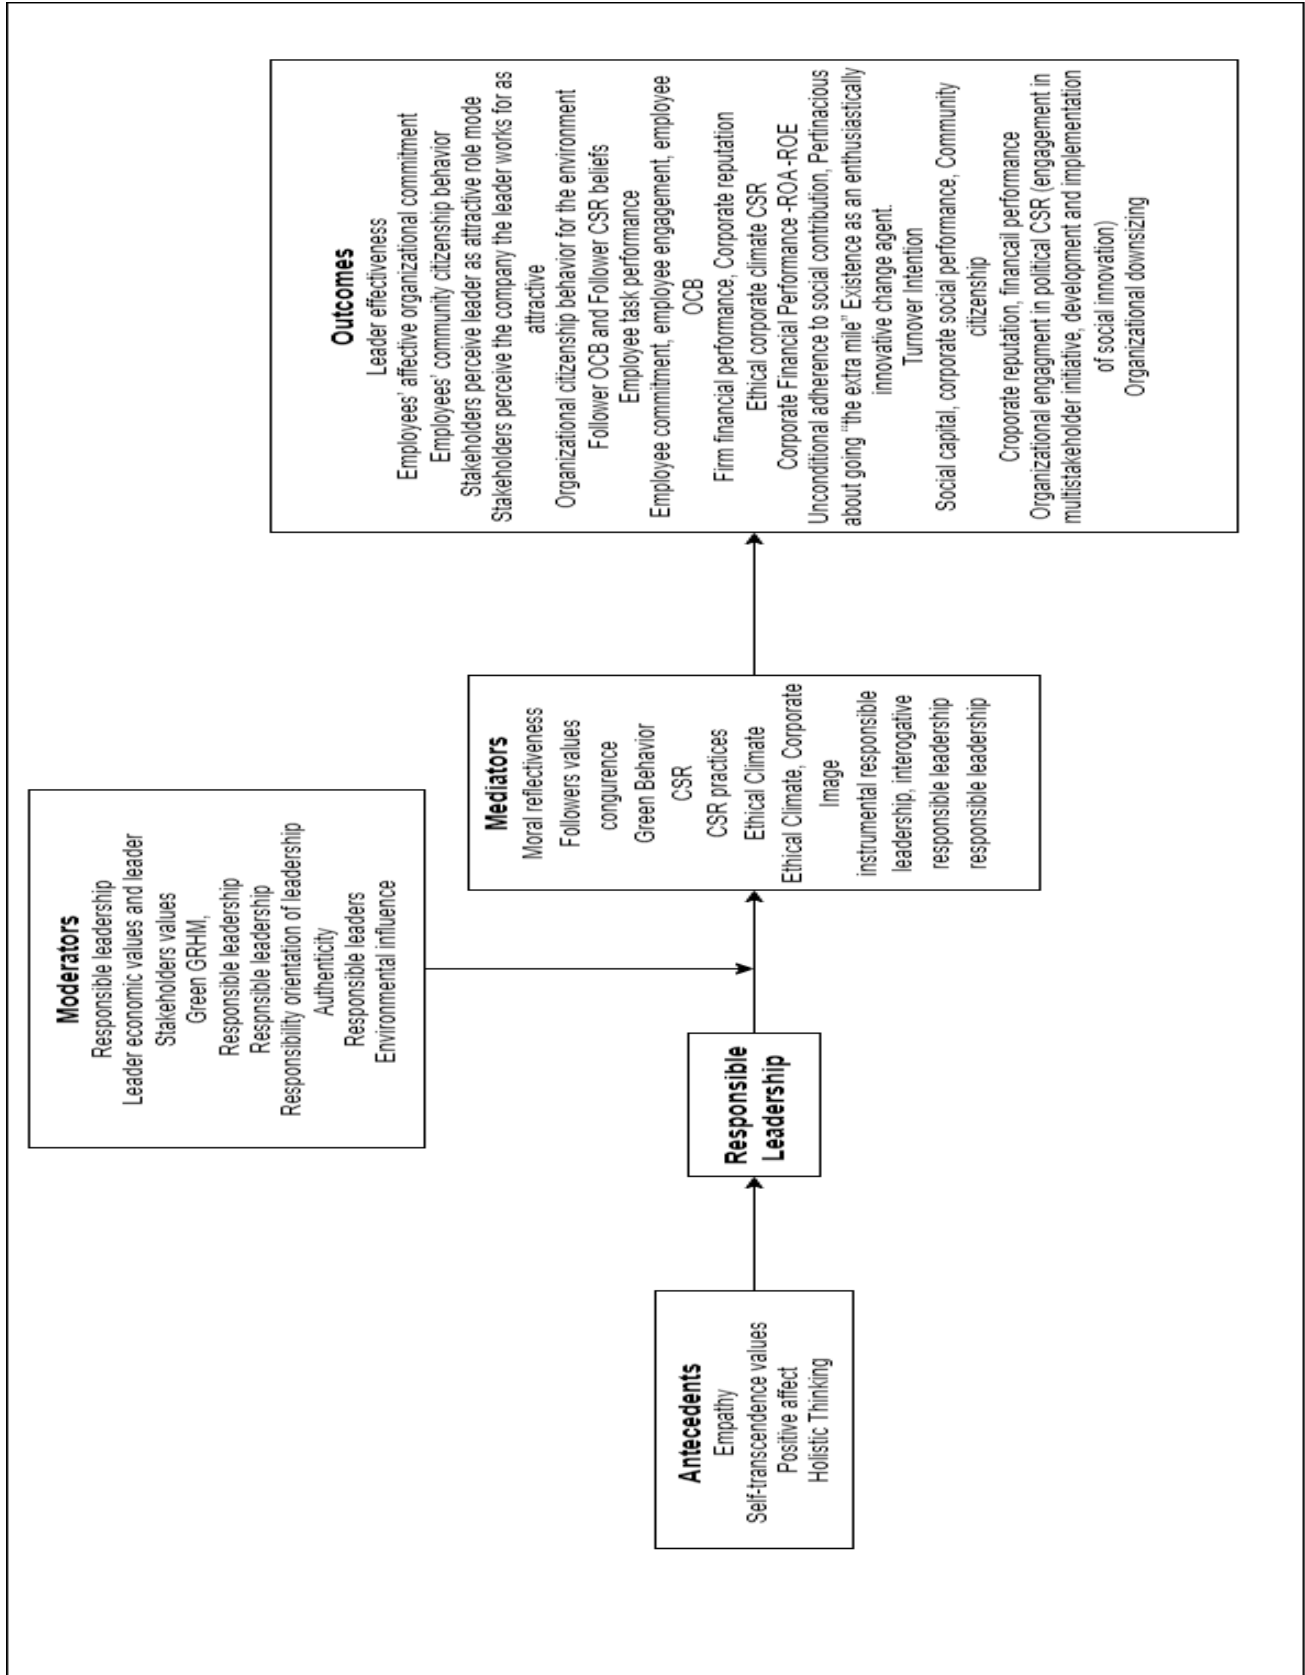 Moderators
Responsible leadership
Leader economic values and leader
Stakeholders values
Green GRHM,
Responsible leadership
Respnsible leadership
Responsibility orientation of leadership
Authenticity
Responsible leaders
Environmental influence
Antecedents
Empathy
Self-transcendence values
Positive affect
Holistic Thinking
Responsible
Leadership
Mediators
Moral reflectiveness
Followers values
congurence
Green Behavior
CSR
CSR practices
Ethical Climate
Ethical Climate, Corporate
Image
instrumental responsible
leadership, interogative
responsible leadership
responsible leadership
Outcomes
Leader effectiveness
Employees' affective organizational commitment
Employees' community citizenship behavior
Stakeholders perceive leader as attractive role mode
Stakeholders perceive the company the leader works for as
attractive
Organizational citizenship behavior for the environment
Follower OCB and Follower CSR beliefs
Employee task performance
Employee commitment, employee engagement, employee
OCB
Firm financial performance, Corporate reputation
Ethical corporate climate CSR
Corporate Financial Performance -ROA -ROE
Unconditional adherence to social contribution, Pertinacious
about going "the extra mile" Existence as an enthusiastically
innovative change agent.
Turnover Intention
Social capital, corporate social performance, Community
citizenship
Croporate reputation, financail performance
Organizational engagment in political CSR (engagement in
multistakeholder initiative, development and implementation
of social innovation)
Organizational downsizing